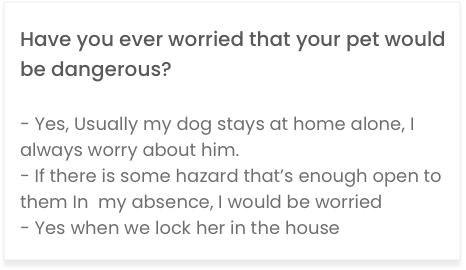 Have you ever worried that your pet would
be dangerous?
- Yes, Usually my dog stays at home alone, I
always worry about him.
- If there is some hazard that’s enough open to
them In  my absence, I would be worried
- Yes when we lock her in the house